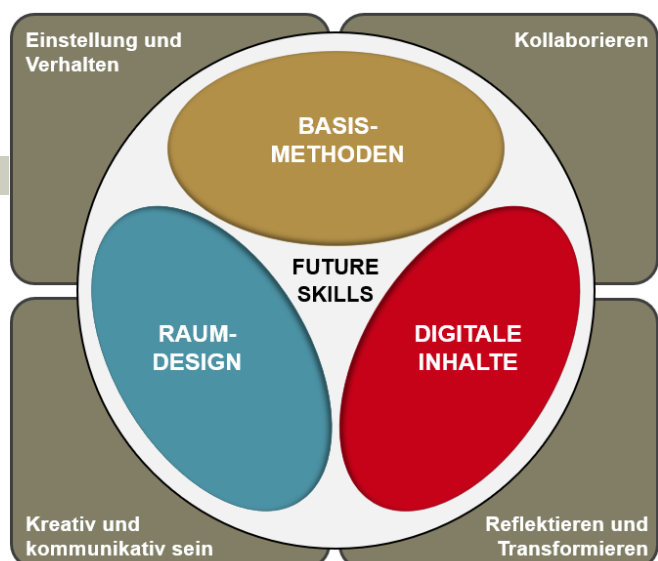 Einstellung und
Verhalten
Kollaborieren
BASIS-
METHODEN
FUTURE
SKILLS
RAUM-
DESIGN
DIGITALE
INHALTE
Kreativ und
kommunikativ sein
Reflektieren und
Transformieren